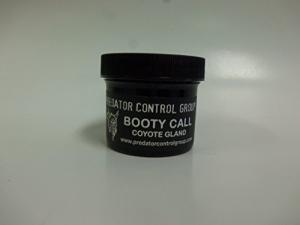 PREDATOR CONTROL GROUP
BOOTY CALL
COYOTE GLAND
www.predatorcontrolgroup.com